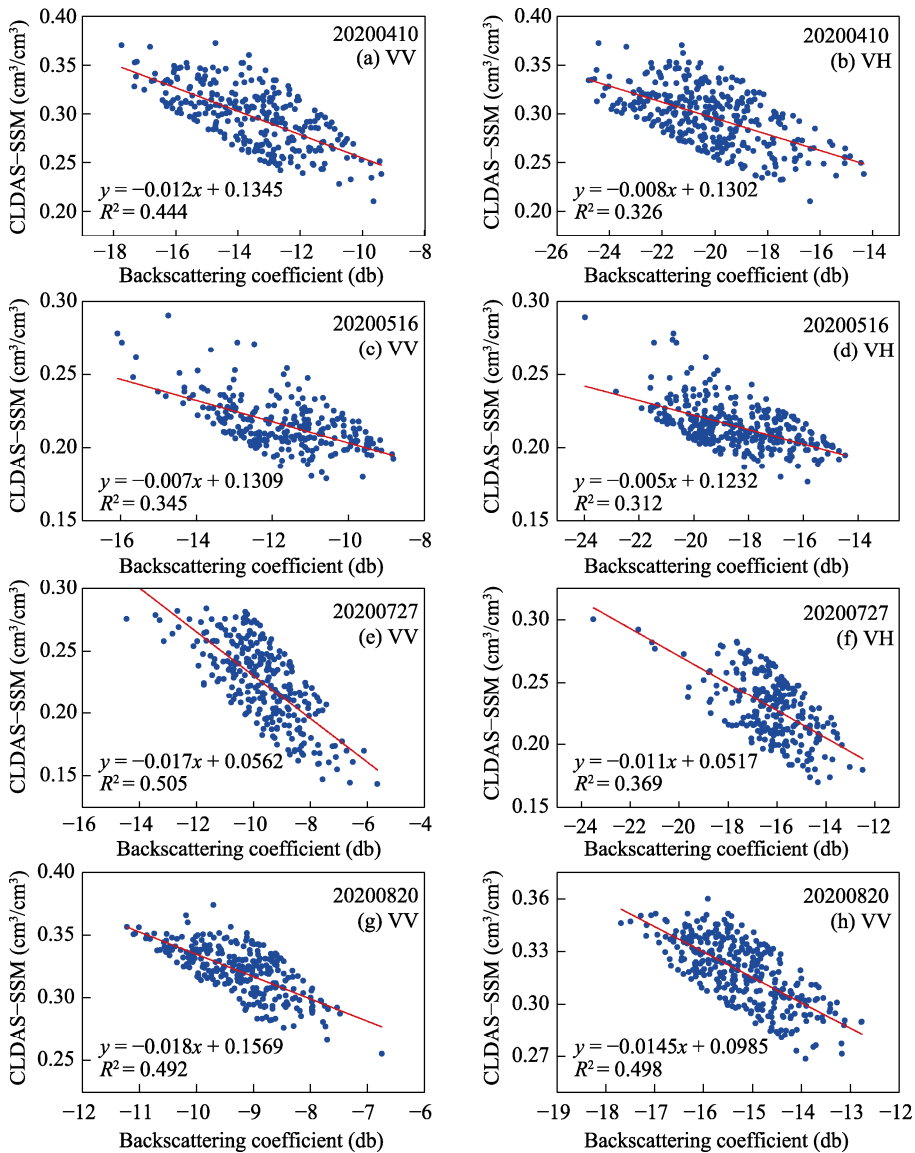 20200410
(a) VV
CLDAS−SSM (cm³/cm³)
0.40
0.35
0.30
0.25
0.20
y = −0.012x + 0.1345
R² = 0.444
−18 −16 −14 −12 −10 −8
Backscattering coefficient (db)
20200410
(b) VH
CLDAS−SSM (cm³/cm³)
0.40
0.35
0.30
0.25
0.20
y = −0.008x + 0.1302
R² = 0.326
−26 −24 −22 −20 −18 −16 −14
Backscattering coefficient (db)
20200516
(c) VV
CLDAS−SSM (cm³/cm³)
0.30
0.25
0.20
0.15
y = −0.007x + 0.1309
R² = 0.345
−16 −14 −12 −10 −8
Backscattering coefficient (db)
20200516
(d) VH
CLDAS−SSM (cm³/cm³)
0.30
0.25
0.20
0.15
y = −0.005x + 0.1232
R² = 0.312
−24 −22 −20 −18 −16 −14
Backscattering coefficient (db)
20200727
(e) VV
CLDAS−SSM (cm³/cm³)
0.30
0.25
0.20
0.15
y = −0.017x + 0.0562
R² = 0.505
−16 −14 −12 −10 −8 −6 −4
Backscattering coefficient (db)
20200727
(f) VH
CLDAS−SSM (cm³/cm³)
0.30
0.25
0.20
0.15
y = −0.011x + 0.0517
R² = 0.369
−24 −22 −20 −18 −16 −14 −12
Backscattering coefficient (db)
20200820
(g) VV
CLDAS−SSM (cm³/cm³)
0.40
0.35
0.30
0.25
y = −0.018x + 0.1569
R² = 0.492
−12 −11 −10 −9 −8 −7 −6
Backscattering coefficient (db)
20200820
(h) VV
CLDAS−SSM (cm³/cm³)
0.36
0.33
0.30
0.27
y = −0.0145x + 0.0985
R² = 0.498
−19 −18 −17 −16 −15 −14 −13 −12
Backscattering coefficient (db)